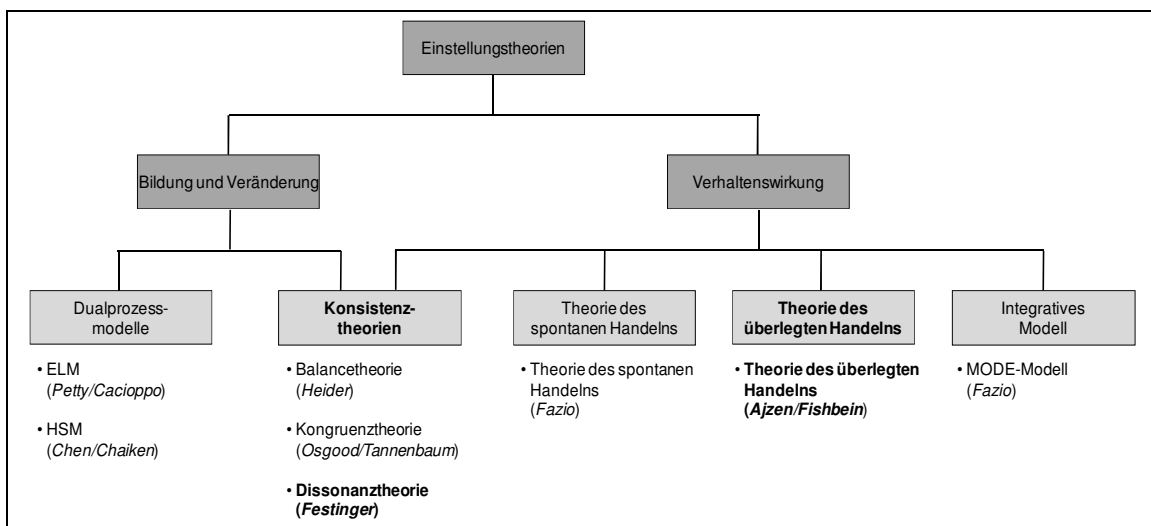 Einstellungstheorien
Bildung und Veränderung
Verhaltenswirkung
Dualprozess-
modelle
Konsistenz-
theorien
Theorie des
spontanen Handelns
Theorie des
überlegten Handelns
Integratives
Modell
• ELM
(Petty/Cacioppo)
• HSM
(Chen/Chaiken)
• Balancetheorie
(Heider)
• Kongruenztheorie
(Osgood/Tannenbaum)
• Dissonanztheorie
(Festinger)
• Theorie des spontanen
Handelns
(Fazio)
• Theorie des überlegten
Handelns
(Ajzen/Fishbein)
• MODE-Modell
(Fazio)